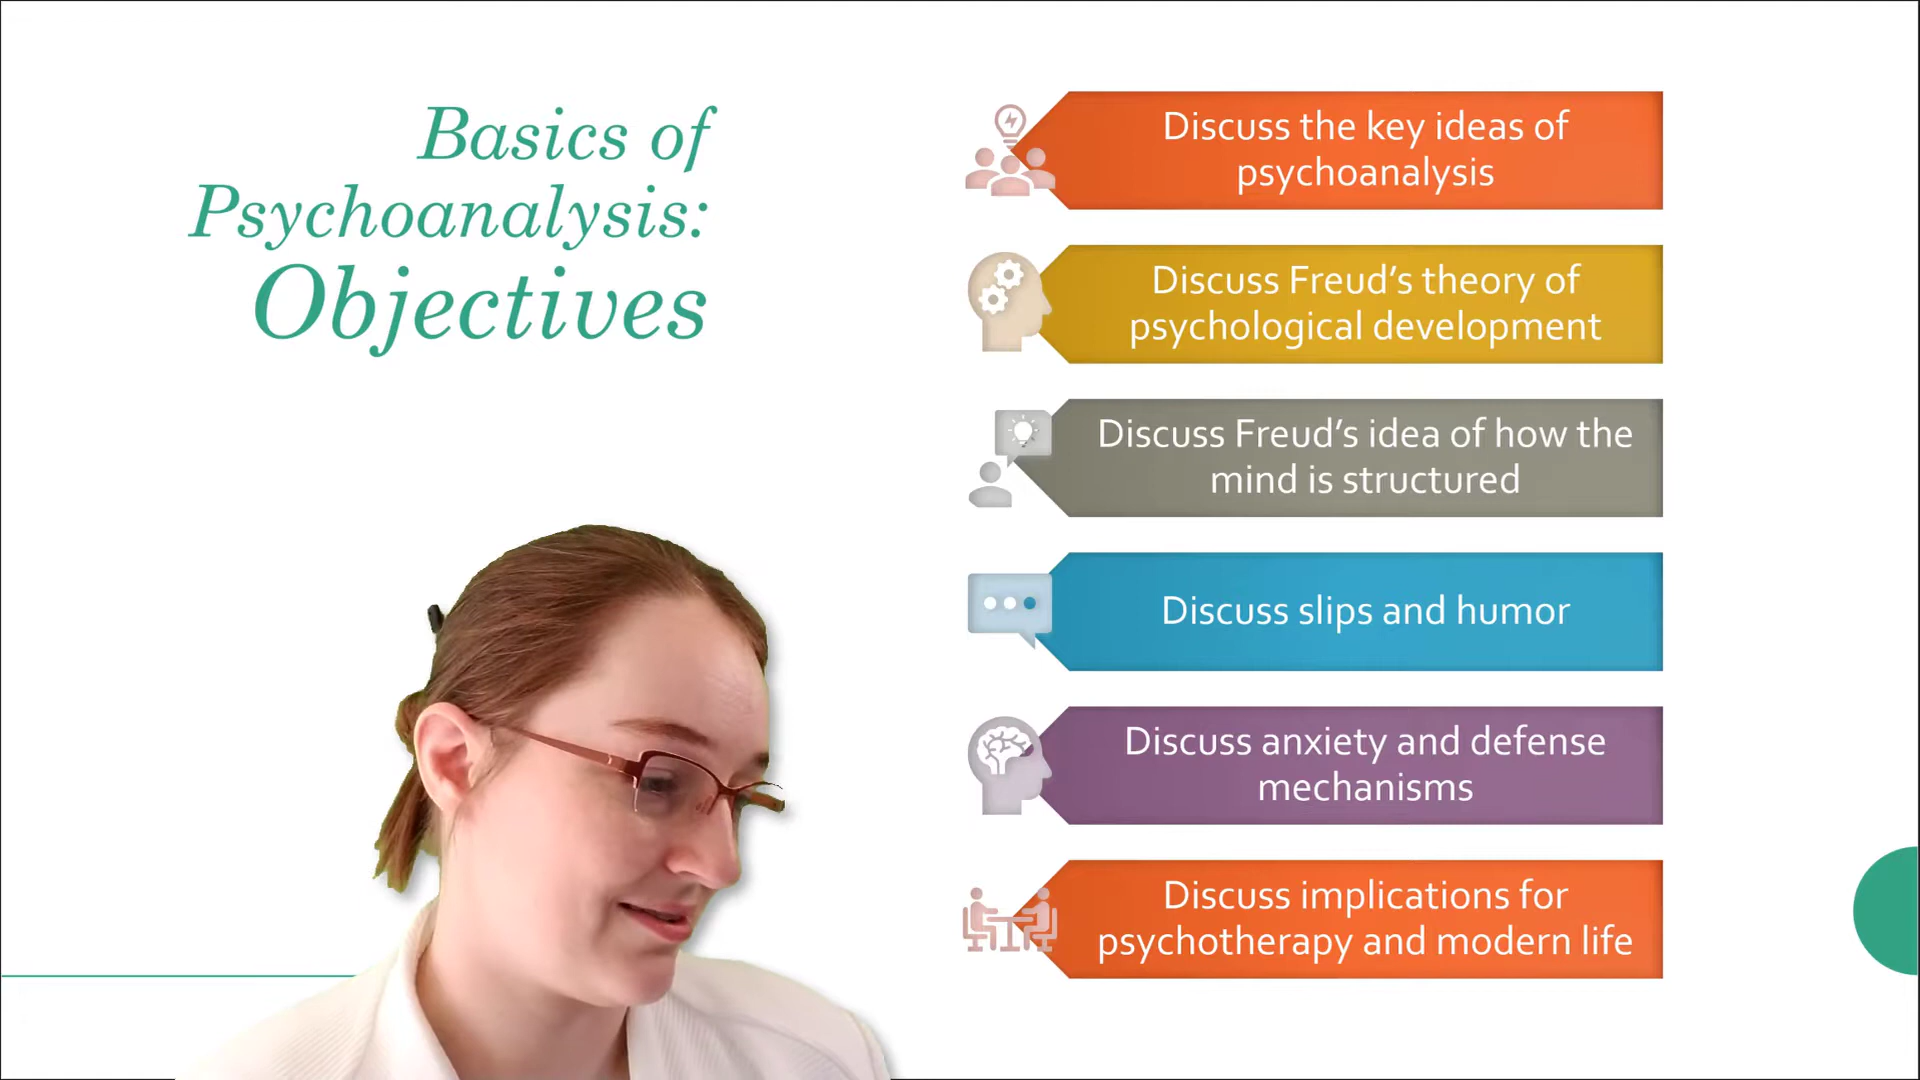 Basics of
Psychoanalysis:
Objectives
Discuss the key ideas of
psychoanalysis
Discuss Freud’s theory of
psychological development
Discuss Freud’s idea of how the
mind is structured
Discuss slips and humor
Discuss anxiety and defense
mechanisms
Discuss implications for
psychotherapy and modern life